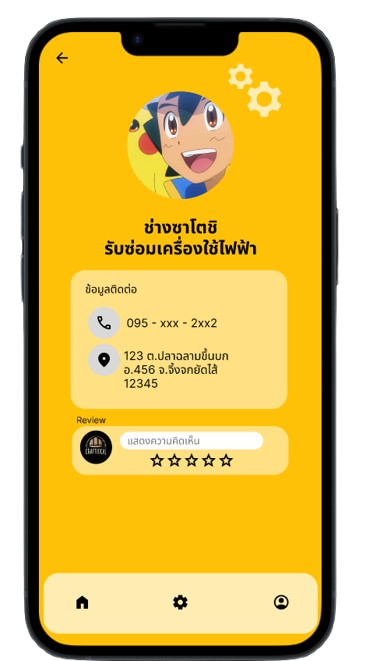 ช่างซาโตชิ
รับซ่อมเครื่องใช้ไฟฟ้า
ข้อมูลติดต่อ
095 - xxx - 2xx2
123 ต.ปลาฉลามขึ้นบก
อ.456 จ.จิ้งจกยัดไส้
12345
Review
แสดงความคิดเห็น